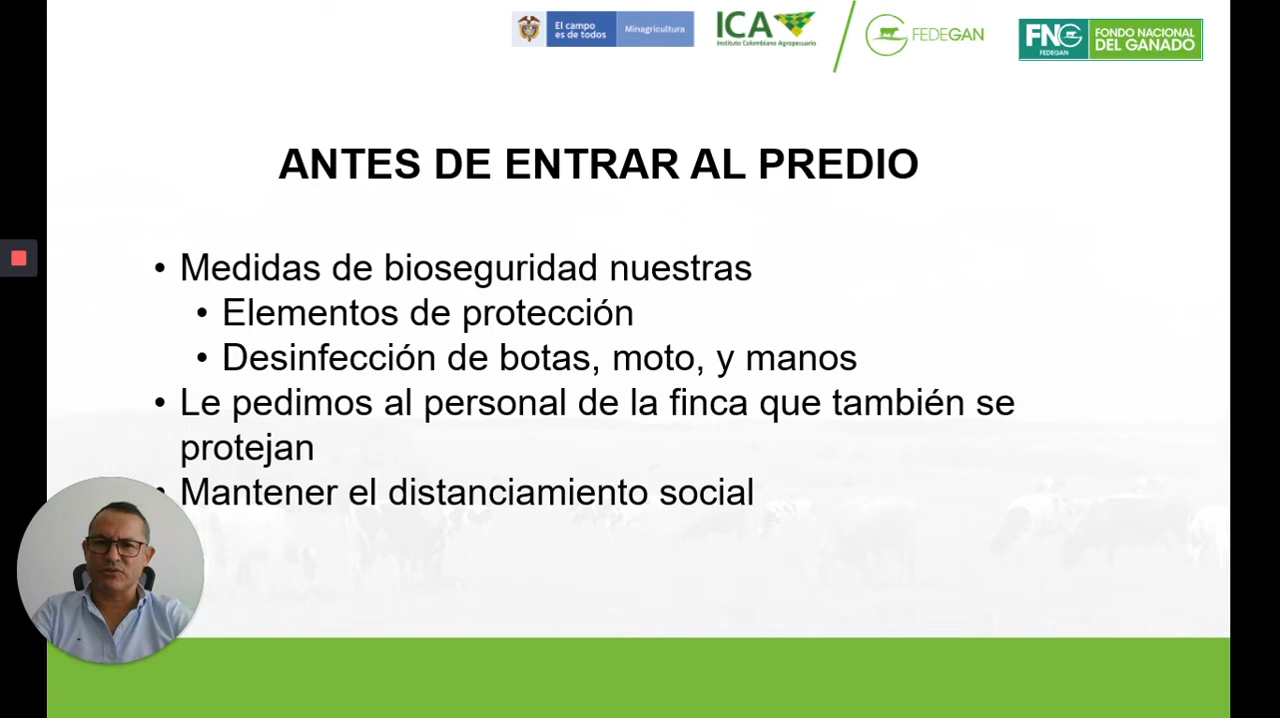 El campo
es de todos
Minagricultura
ICA
Instituto Colombiano Agropecuario
FEDEGAN
FNG
FEDEGAN
FONDO NACIONAL
DEL GANADO
ANTES DE ENTRAR AL PREDIO
• Medidas de bioseguridad nuestras
• Elementos de protección
• Desinfección de botas, moto, y manos
• Le pedimos al personal de la finca que también se
protejan
• Mantener el distanciamiento social